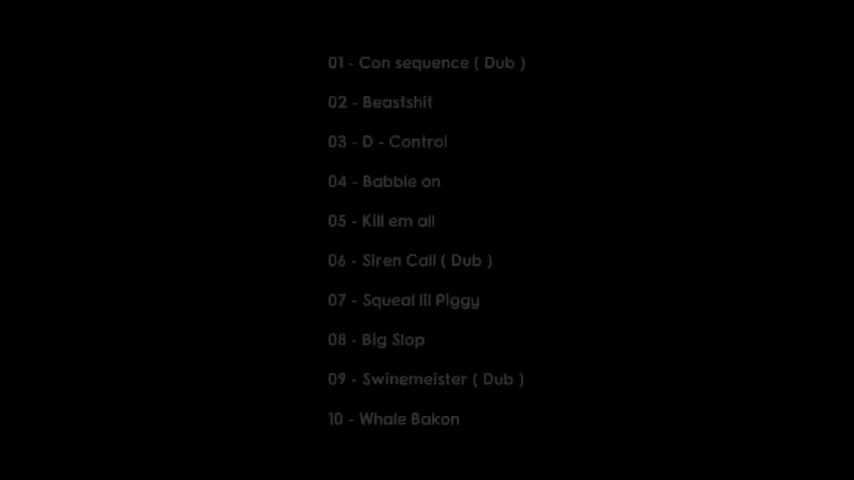 01 - Con sequence ( Dub )
02 - Beastshit
03 - D - Control
04 - Babble on
05 - Kill em all
06 - Siren Call ( Dub )
07 - Squeal lil Piggy
08 - Big Slop
09 - Swinemeister ( Dub )
10 - Whale Bakon